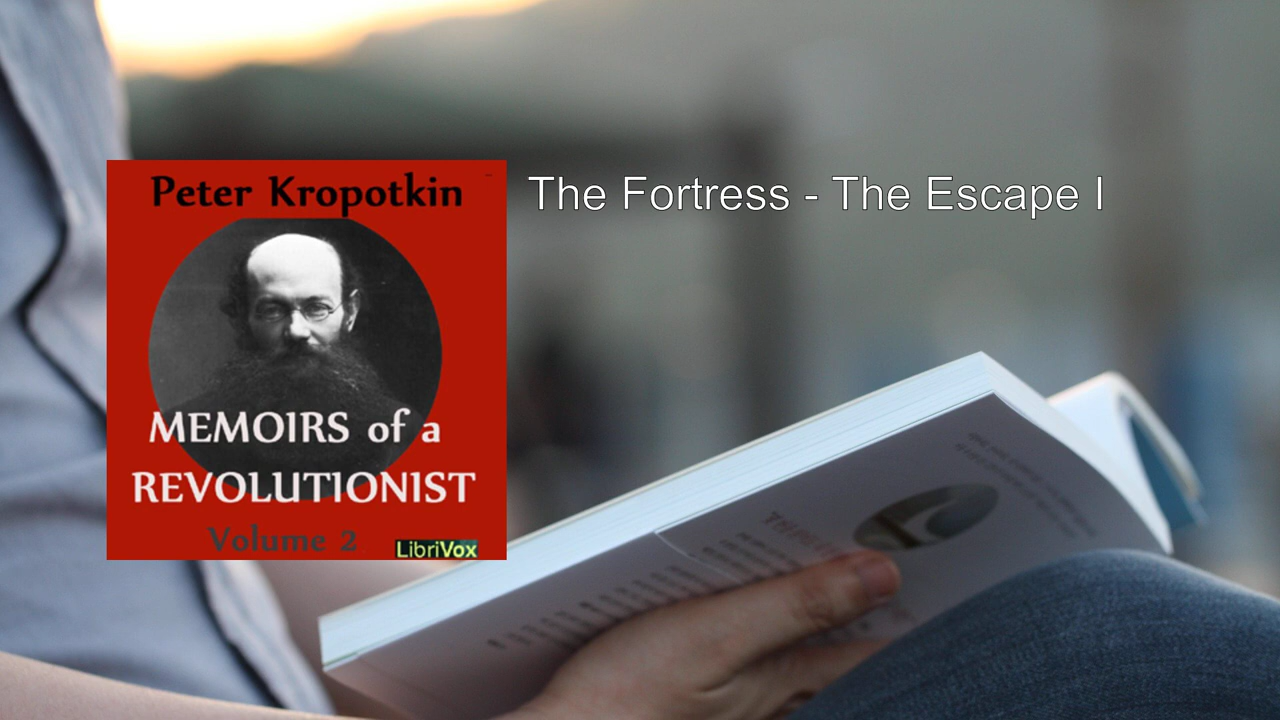 Peter Kropotkin
MEMOIRS of a
REVOLUTIONIST
Volume 2
LibriVox
The Fortress - The Escape I